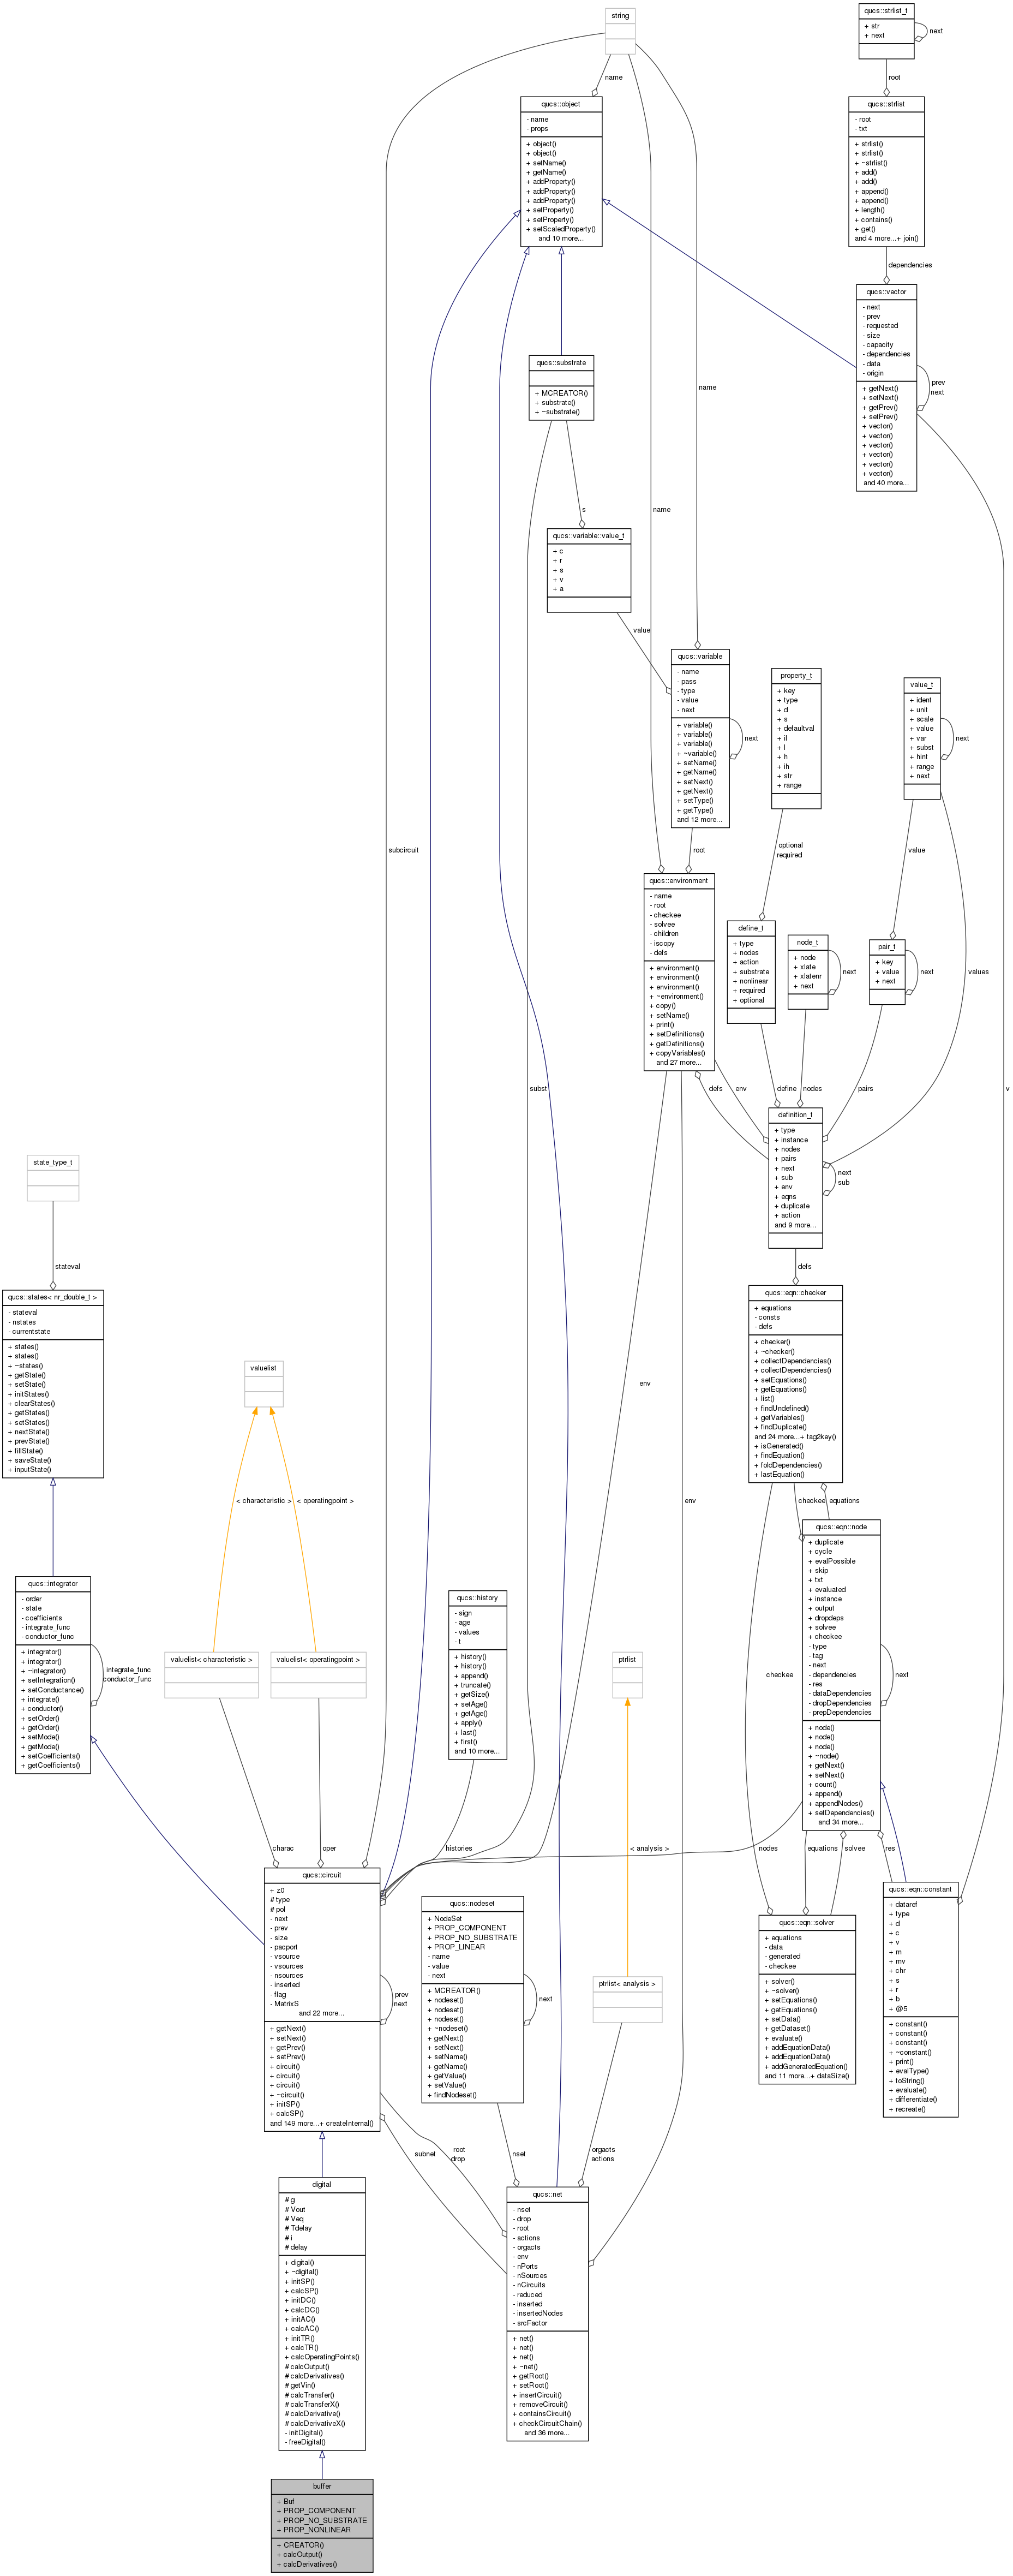 string
name
qucs::strlist_t
+ str
+ next
next
root
qucs::object
- name
- props
+ object()
+ object()
+ setName()
+ getName()
+ addProperty()
+ addProperty()
+ addProperty()
+ setProperty()
+ setProperty()
+ setScaledProperty()
and 10 more...
qucs::strlist
- root
- txt
+ strlist()
+ strlist()
+ ~strlist()
+ add()
+ add()
+ append()
+ append()
+ length()
+ contains()
+ get()
and 4 more...+ join()
dependencies
qucs::vector
- next
- prev
- requested
- size
- capacity
- dependencies
- data
- origin
+ getNext()
+ setNext()
+ getPrev()
+ setPrev()
+ vector()
+ vector()
+ vector()
+ vector()
+ vector()
+ vector()
and 40 more...
prev
next
qucs::substrate
+ MCREATOR()
+ substrate()
+ ~substrate()
name
s
name
qucs::variable::value_t
+ c
+ r
+ s
+ v
+ a
value
qucs::variable
- name
- pass
- type
- value
- next
+ variable()
+ variable()
+ variable()
+ ~variable()
+ setName()
+ getName()
+ setNext()
+ getNext()
+ setType()
+ getType()
and 12 more...
next
root
property_t
+ key
+ type
+ d
+ s
+ defaultval
+ il
+ l
+ h
+ ih
+ str
+ range
optional
required
value_t
+ ident
+ unit
+ scale
+ value
+ var
+ subst
+ hint
+ range
+ next
next
value
values
subcircuit
qucs::environment
- name
- root
- checkee
- solvee
- children
- iscopy
- defs
+ environment()
+ environment()
+ environment()
+ ~environment()
+ copy()
+ setName()
+ print()
+ setDefinitions()
+ getDefinitions()
+ copyVariables()
and 27 more...
define_t
+ type
+ nodes
+ action
+ substrate
+ nonlinear
+ required
+ optional
node_t
+ node
+ xlate
+ xlatenr
+ next
next
pair_t
+ key
+ value
+ next
next
subst
defs
env
define
nodes
pairs
v
definition_t
+ type
+ instance
+ nodes
+ pairs
+ next
+ sub
+ env
+ eqns
+ duplicate
+ action
and 9 more...
next
sub
defs
state_type_t
stateval
qucs::states< nr_double_t >
- stateval
- nstates
- currentstate
+ states()
+ states()
+ ~states()
+ getState()
+ setState()
+ initStates()
+ clearStates()
+ getStates()
+ setStates()
+ nextState()
+ prevState()
+ fillState()
+ saveState()
+ inputState()
qucs::eqn::checker
+ equations
- consts
- defs
+ checker()
+ ~checker()
+ collectDependencies()
+ collectDependencies()
+ setEquations()
+ getEquations()
+ list()
+ findUndefined()
+ getVariables()
+ findDuplicate()
and 24 more...+ tag2key()
+ isGenerated()
+ findEquation()
+ foldDependencies()
+ lastEquation()
valuelist
< characteristic >
< operatingpoint >
env
env
checkee
equations
qucs::eqn::node
+ duplicate
+ cycle
+ evalPossible
+ skip
+ txt
+ evaluated
+ instance
+ output
+ dropdeps
+ solvee
+ checkee
- type
- tag
- next
- dependencies
- res
- dataDependencies
- dropDependencies
- prepDependencies
+ node()
+ node()
+ node()
+ ~node()
+ getNext()
+ setNext()
+ count()
+ append()
+ appendNodes()
+ setDependencies()
and 34 more...
next
checkee
qucs::integrator
- order
- state
- coefficients
- integrate_func
- conductor_func
+ integrator()
+ integrator()
+ ~integrator()
+ setIntegration()
+ setConductance()
+ integrate()
+ conductor()
+ setOrder()
+ getOrder()
+ setMode()
+ getMode()
+ setCoefficients()
+ getCoefficients()
integrate_func
conductor_func
valuelist< characteristic >
valuelist< operatingpoint >
qucs::history
- sign
- age
- values
- t
+ history()
+ history()
+ append()
+ truncate()
+ getSize()
+ setAge()
+ getAge()
+ apply()
+ last()
+ first()
and 10 more...
ptrlist
charac
oper
histories
< analysis >
nodes
equations
solvee
res
qucs::circuit
+ z0
# type
# pol
- next
- prev
- size
- pacport
- vsource
- vsources
- nsources
- inserted
- flag
- MatrixS
and 22 more...
+ getNext()
+ setNext()
+ getPrev()
+ setPrev()
+ circuit()
+ circuit()
+ circuit()
+ ~circuit()
+ initSP()
+ calcSP()
and 149 more...+ createInternal()
prev
next
qucs::nodeset
+ NodeSet
+ PROP_COMPONENT
+ PROP_NO_SUBSTRATE
+ PROP_LINEAR
- name
- value
- next
+ MCREATOR()
+ nodeset()
+ nodeset()
+ nodeset()
+ ~nodeset()
+ getNext()
+ setNext()
+ setName()
+ getName()
+ getValue()
+ setValue()
+ findNodeset()
next
ptrlist< analysis >
qucs::eqn::solver
+ equations
- data
- generated
- checkee
+ solver()
+ ~solver()
+ setEquations()
+ getEquations()
+ setData()
+ getDataset()
+ evaluate()
+ addEquationData()
+ addEquationData()
+ addGeneratedEquation()
and 11 more...+ dataSize()
qucs::eqn::constant
+ dataref
+ type
+ d
+ c
+ v
+ m
+ mv
+ chr
+ s
+ r
+ b
+ @5
+ constant()
+ constant()
+ constant()
+ ~constant()
+ print()
+ evalType()
+ toString()
+ evaluate()
+ differentiate()
+ recreate()
subnet
root
drop
nset
orgacts
actions
digital
# g
# Vout
# Veq
# Tdelay
# i
# delay
+ digital()
+ ~digital()
+ initSP()
+ calcSP()
+ initDC()
+ calcDC()
+ initAC()
+ calcAC()
+ initTR()
+ calcTR()
+ calcOperatingPoints()
# calcOutput()
# calcDerivatives()
# getVin()
# calcTransfer()
# calcTransferX()
# calcDerivative()
# calcDerivativeX()
- initDigital()
- freeDigital()
qucs::net
- nset
- drop
- root
- actions
- orgacts
- env
- nPorts
- nSources
- nCircuits
- reduced
- inserted
- insertedNodes
- srcFactor
+ net()
+ net()
+ net()
+ ~net()
+ getRoot()
+ setRoot()
+ insertCircuit()
+ removeCircuit()
+ containsCircuit()
+ checkCircuitChain()
and 36 more...
buffer
+ Buf
+ PROP_COMPONENT
+ PROP_NO_SUBSTRATE
+ PROP_NONLINEAR
+ CREATOR()
+ calcOutput()
+ calcDerivatives()